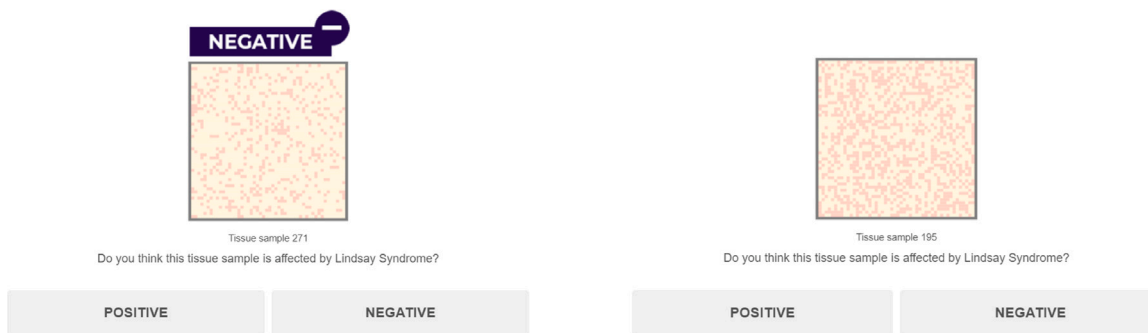 NEGATIVE
Tissue sample 271
Do you think this tissue sample is affected by Lindsay Syndrome?
POSITIVE
NEGATIVE
Tissue sample 195
Do you think this tissue sample is affected by Lindsay Syndrome?
POSITIVE
NEGATIVE